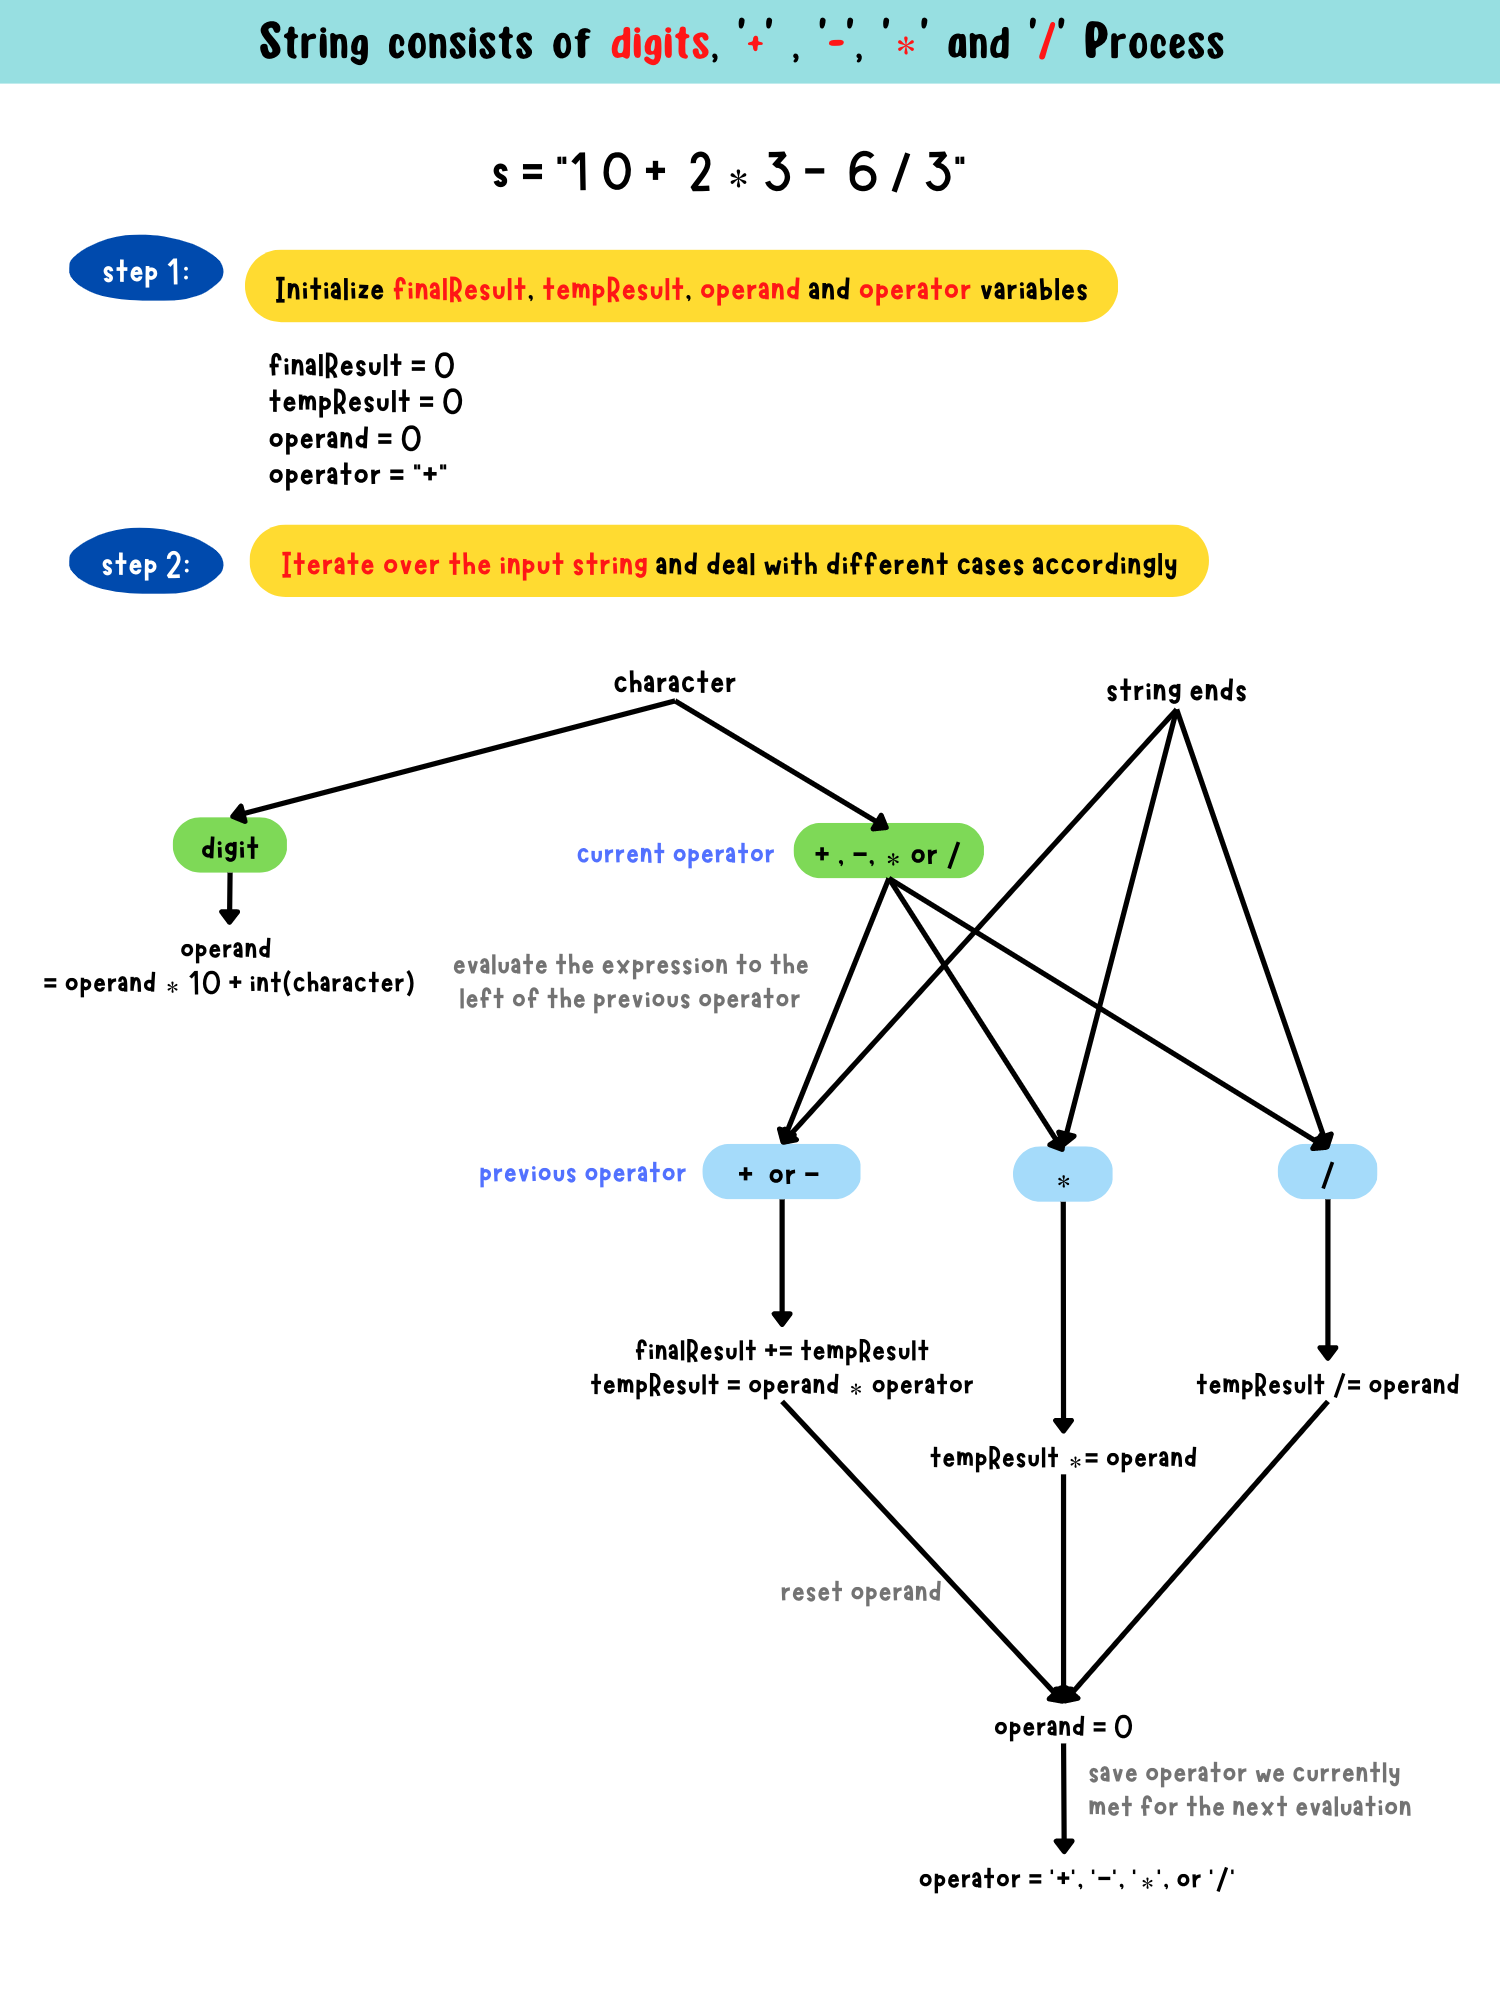 String consists of digits, '+' , '-', '*' and '/' Process
s = "10 + 2 * 3 - 6 / 3"
step 1:
Initialize finalResult, tempResult, operand and operator variables
finalResult = 0
tempResult = 0
operand = 0
operator = "+"
step 2:
Iterate over the input string and deal with different cases accordingly
character
string ends
digit
current operator
+ , -, * or /
operand
= operand * 10 + int(character)
evaluate the expression to the
left of the previous operator
previous operator
+ or -
*
/
finalResult += tempResult
tempResult = operand * operator
tempResult /= operand
tempResult *= operand
reset operand
operand = 0
save operator we currently
met for the next evaluation
operator = '+', '-', '*', or '/'